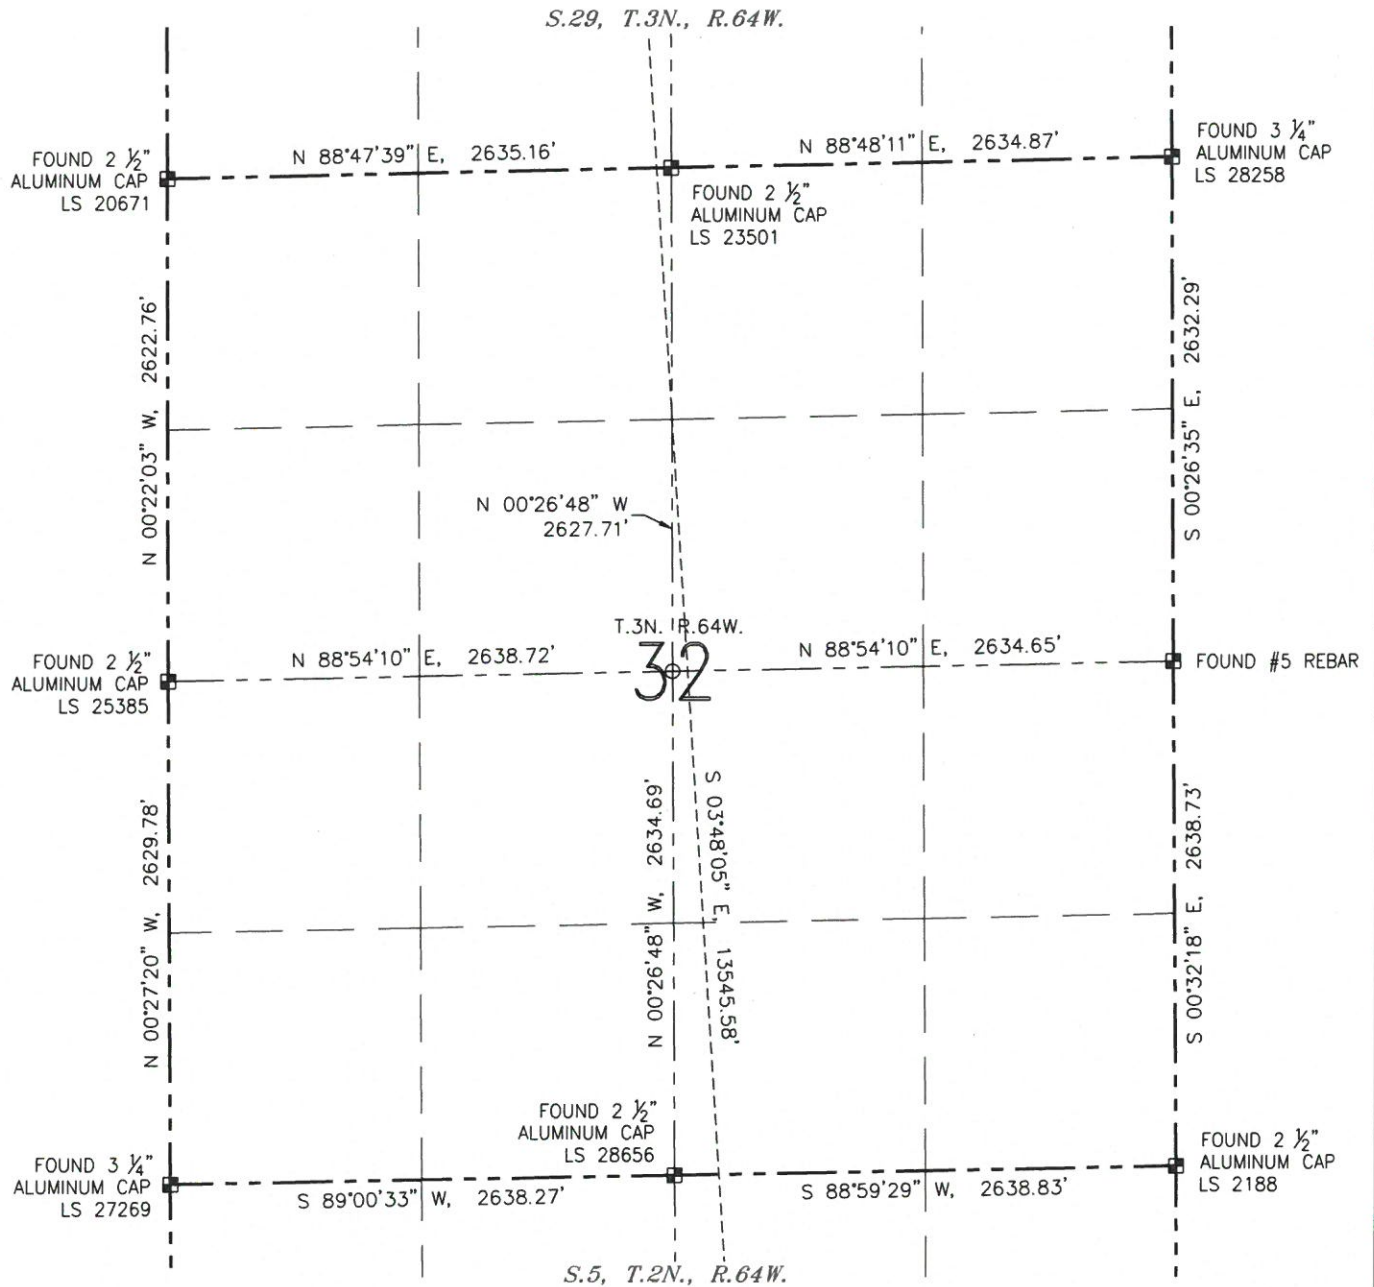 S.29, T.3N., R.64W.
FOUND 2 ½"
ALUMINUM CAP
LS 20671
N 88°47'39" E, 2635.16'
N 88°48'11" E, 2634.87'
FOUND 3 ¼"
ALUMINUM CAP
LS 28258
FOUND 2 ½"
ALUMINUM CAP
LS 23501
N 00°22'03" W, 2622.76'
S 00°26'35" E, 2632.29'
N 00°26'48" W
2627.71'
T.3N. R.64W.
32
FOUND 2 ½"
ALUMINUM CAP
LS 25385
N 88°54'10" E, 2638.72'
N 88°54'10" E, 2634.65'
FOUND #5 REBAR
N 00°27'20" W, 2629.78'
N 00°26'48" W, 2634.69'
S 03°48'05" E, 13545.58'
S 00°32'18" E, 2638.73'
FOUND 2 ½"
ALUMINUM CAP
LS 28656
FOUND 3 ¼"
ALUMINUM CAP
LS 27269
S 89°00'33" W, 2638.27'
S 88°59'29" W, 2638.83'
FOUND 2 ½"
ALUMINUM CAP
LS 2188
S.5, T.2N., R.64W.